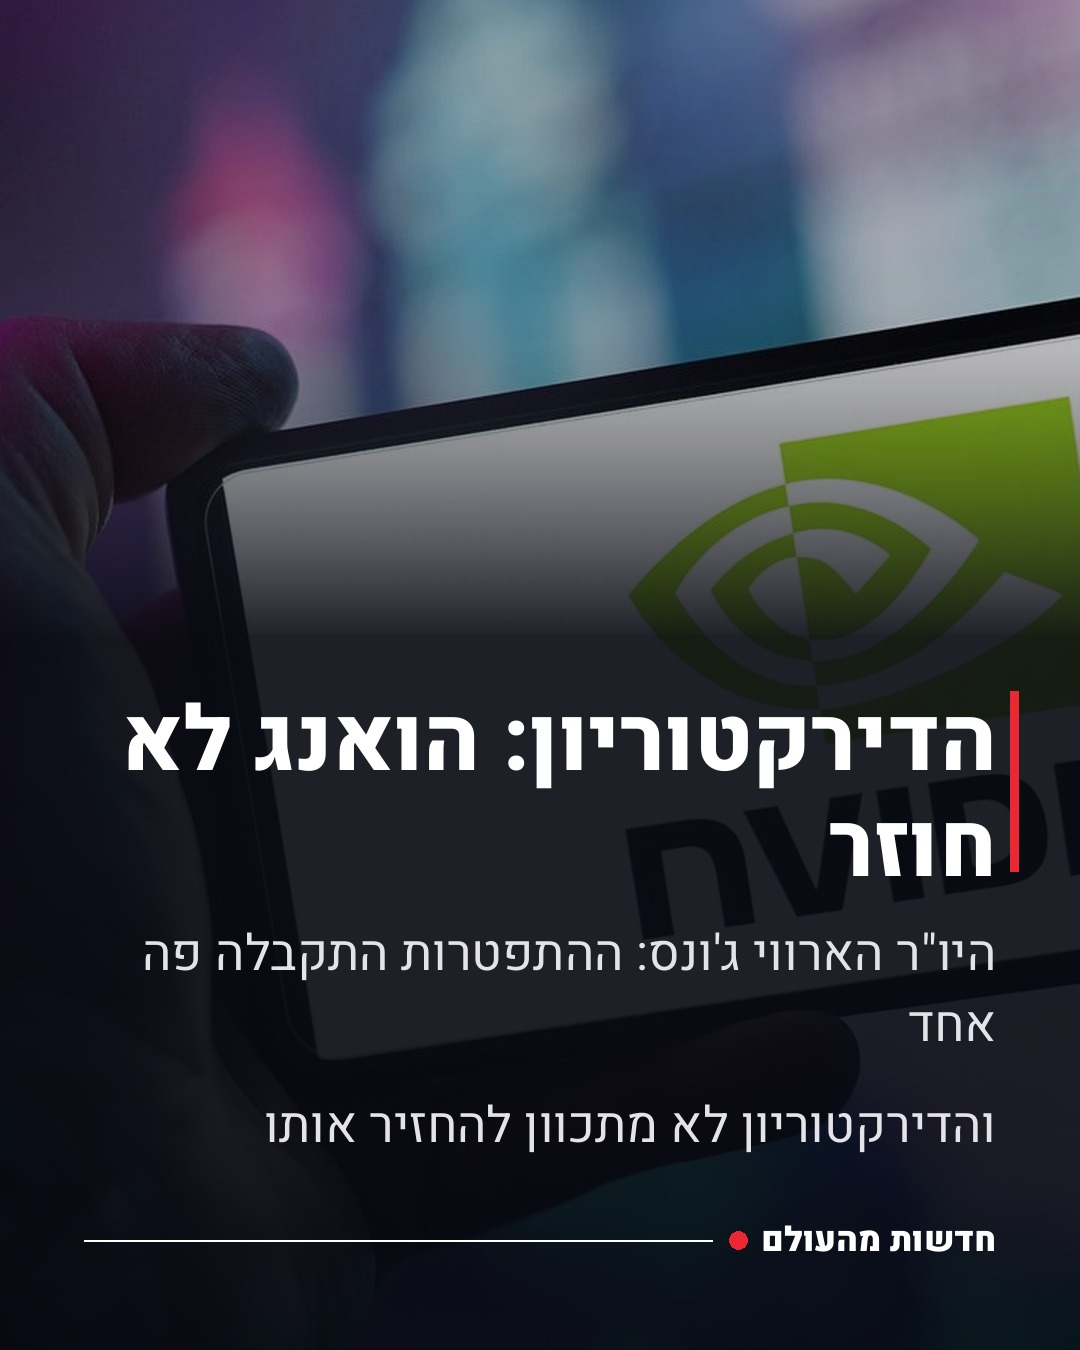 הדירקטוריון: הואנג לא
חוזר
היו"ר הארווי ג'ונס: ההתפטרות התקבלה פה
אחד
והדירקטוריון לא מתכוון להחזיר אותו
חדשות מהעולם